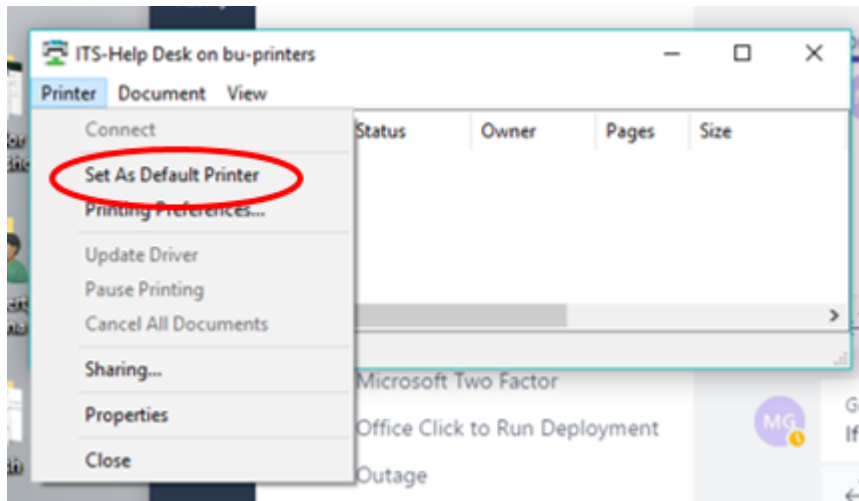 ITS-Help Desk on bu-printers
Printer Document View
Connect
Status Owner Pages Size
Set As Default Printer
Printing Preferences...
Update Driver
Pause Printing
Cancel All Documents
Sharing...
Properties
Close
Microsoft Two Factor
Office Click to Run Deployment
Outage
MG
G
If